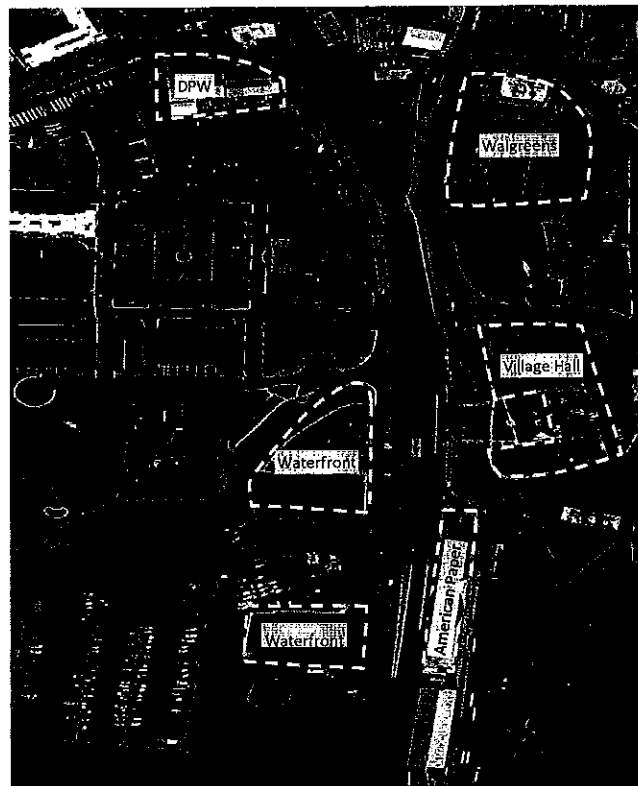 DPW
Walgreens
Village Hall
Waterfront
American Paper
Waterfront